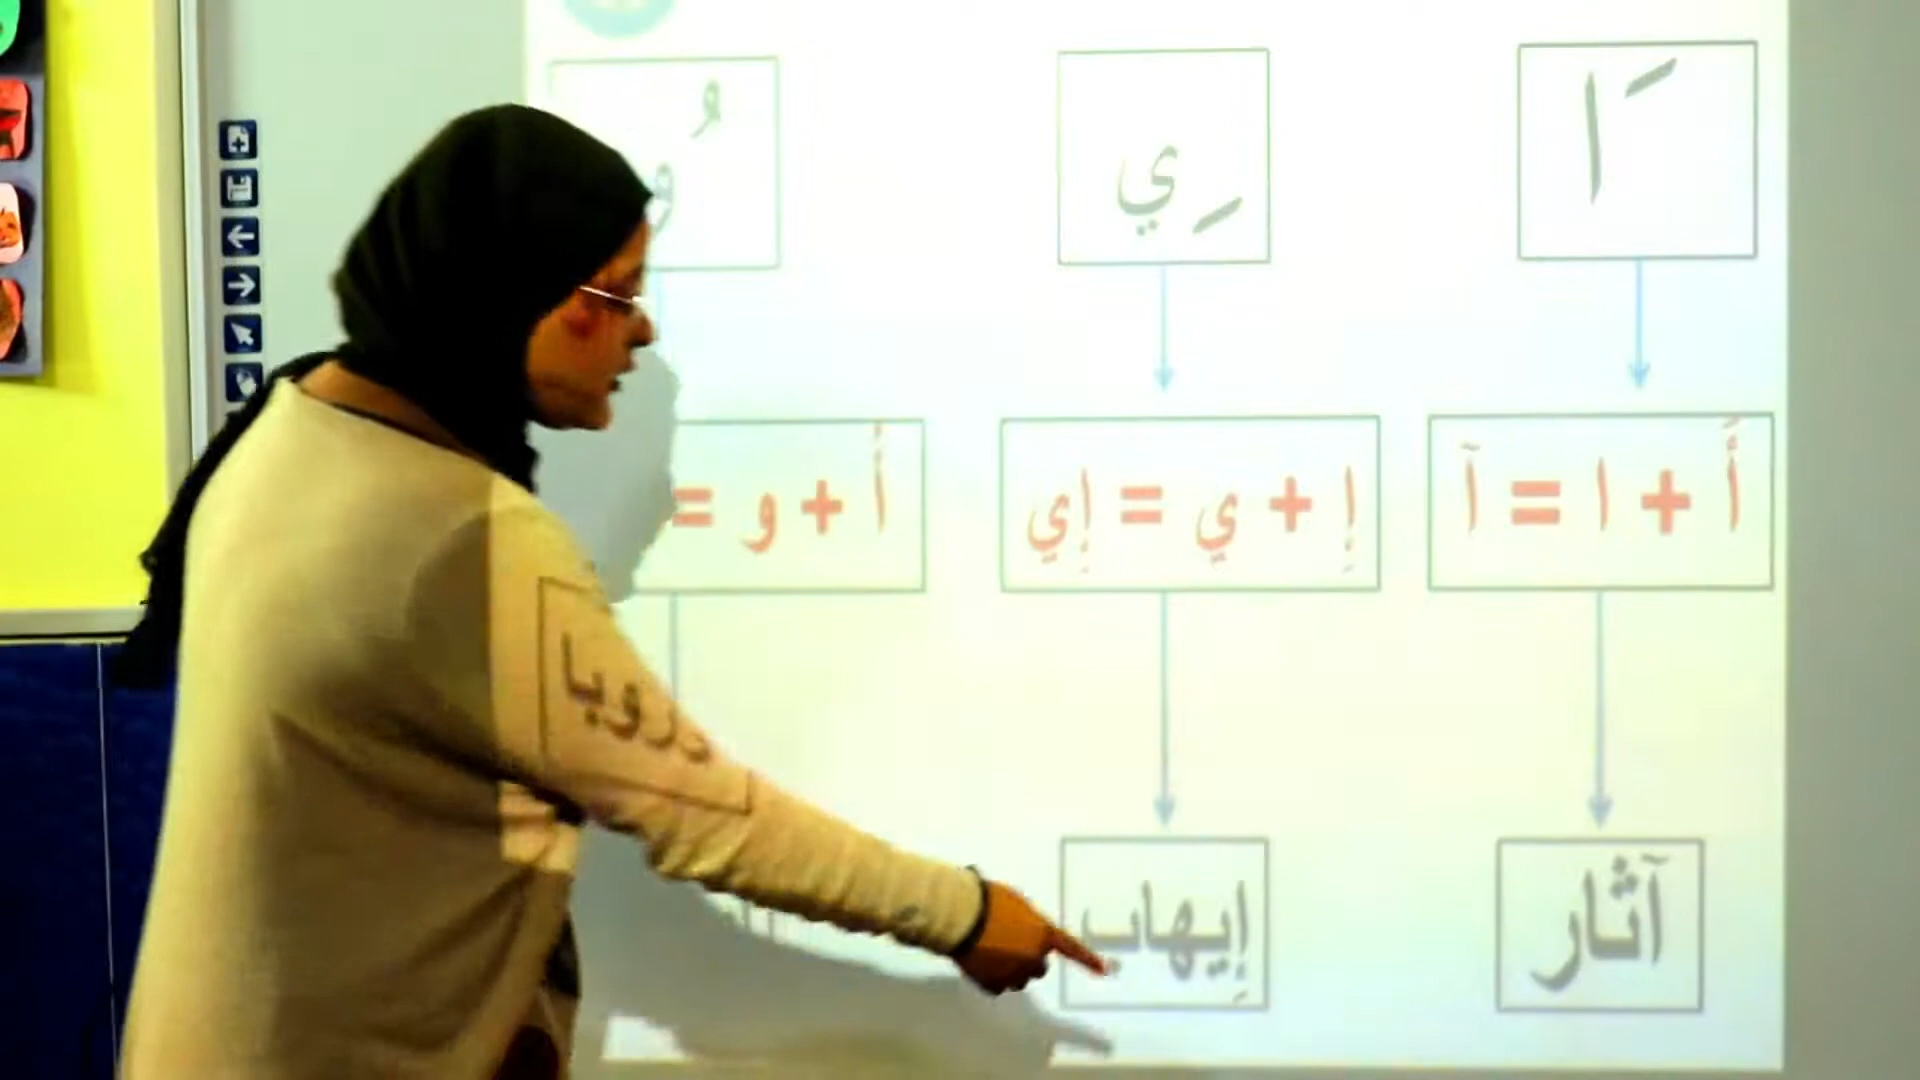 َ ا
ِ ي
ُ و
أَ + ا = آ
إِ + ي = إِي
أُ + و =
آثار
إِيهاب